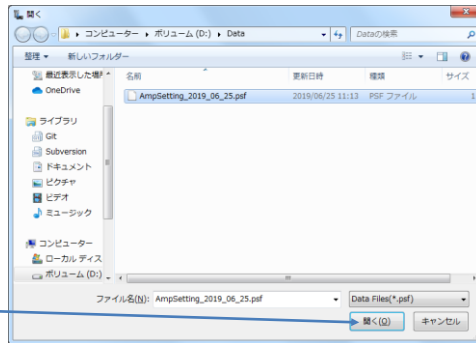 開く
コンピューター ▸ ボリューム (D:) ▸ Data
Dataの検索
整理 新しいフォルダー
最近表示した場所
OneDrive
ライブラリ
Git
Subversion
ドキュメント
ピクチャ
ビデオ
ミュージック
コンピューター
ローカル ディス
ボリューム (D:)
名前 更新日時 種類 サイズ
AmpSetting_2019_06_25.psf 2019/06/25 11:13 PSF ファイル 1
ファイル名(N): AmpSetting_2019_06_25.psf Data Files(*.psf)
開く(O) キャンセル